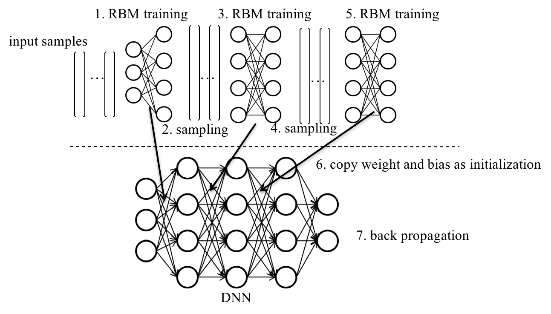 1. RBM training
3. RBM training
5. RBM training
input samples
...
...
...
2. sampling
4. sampling
6. copy weight and bias as initialization
7. back propagation
DNN